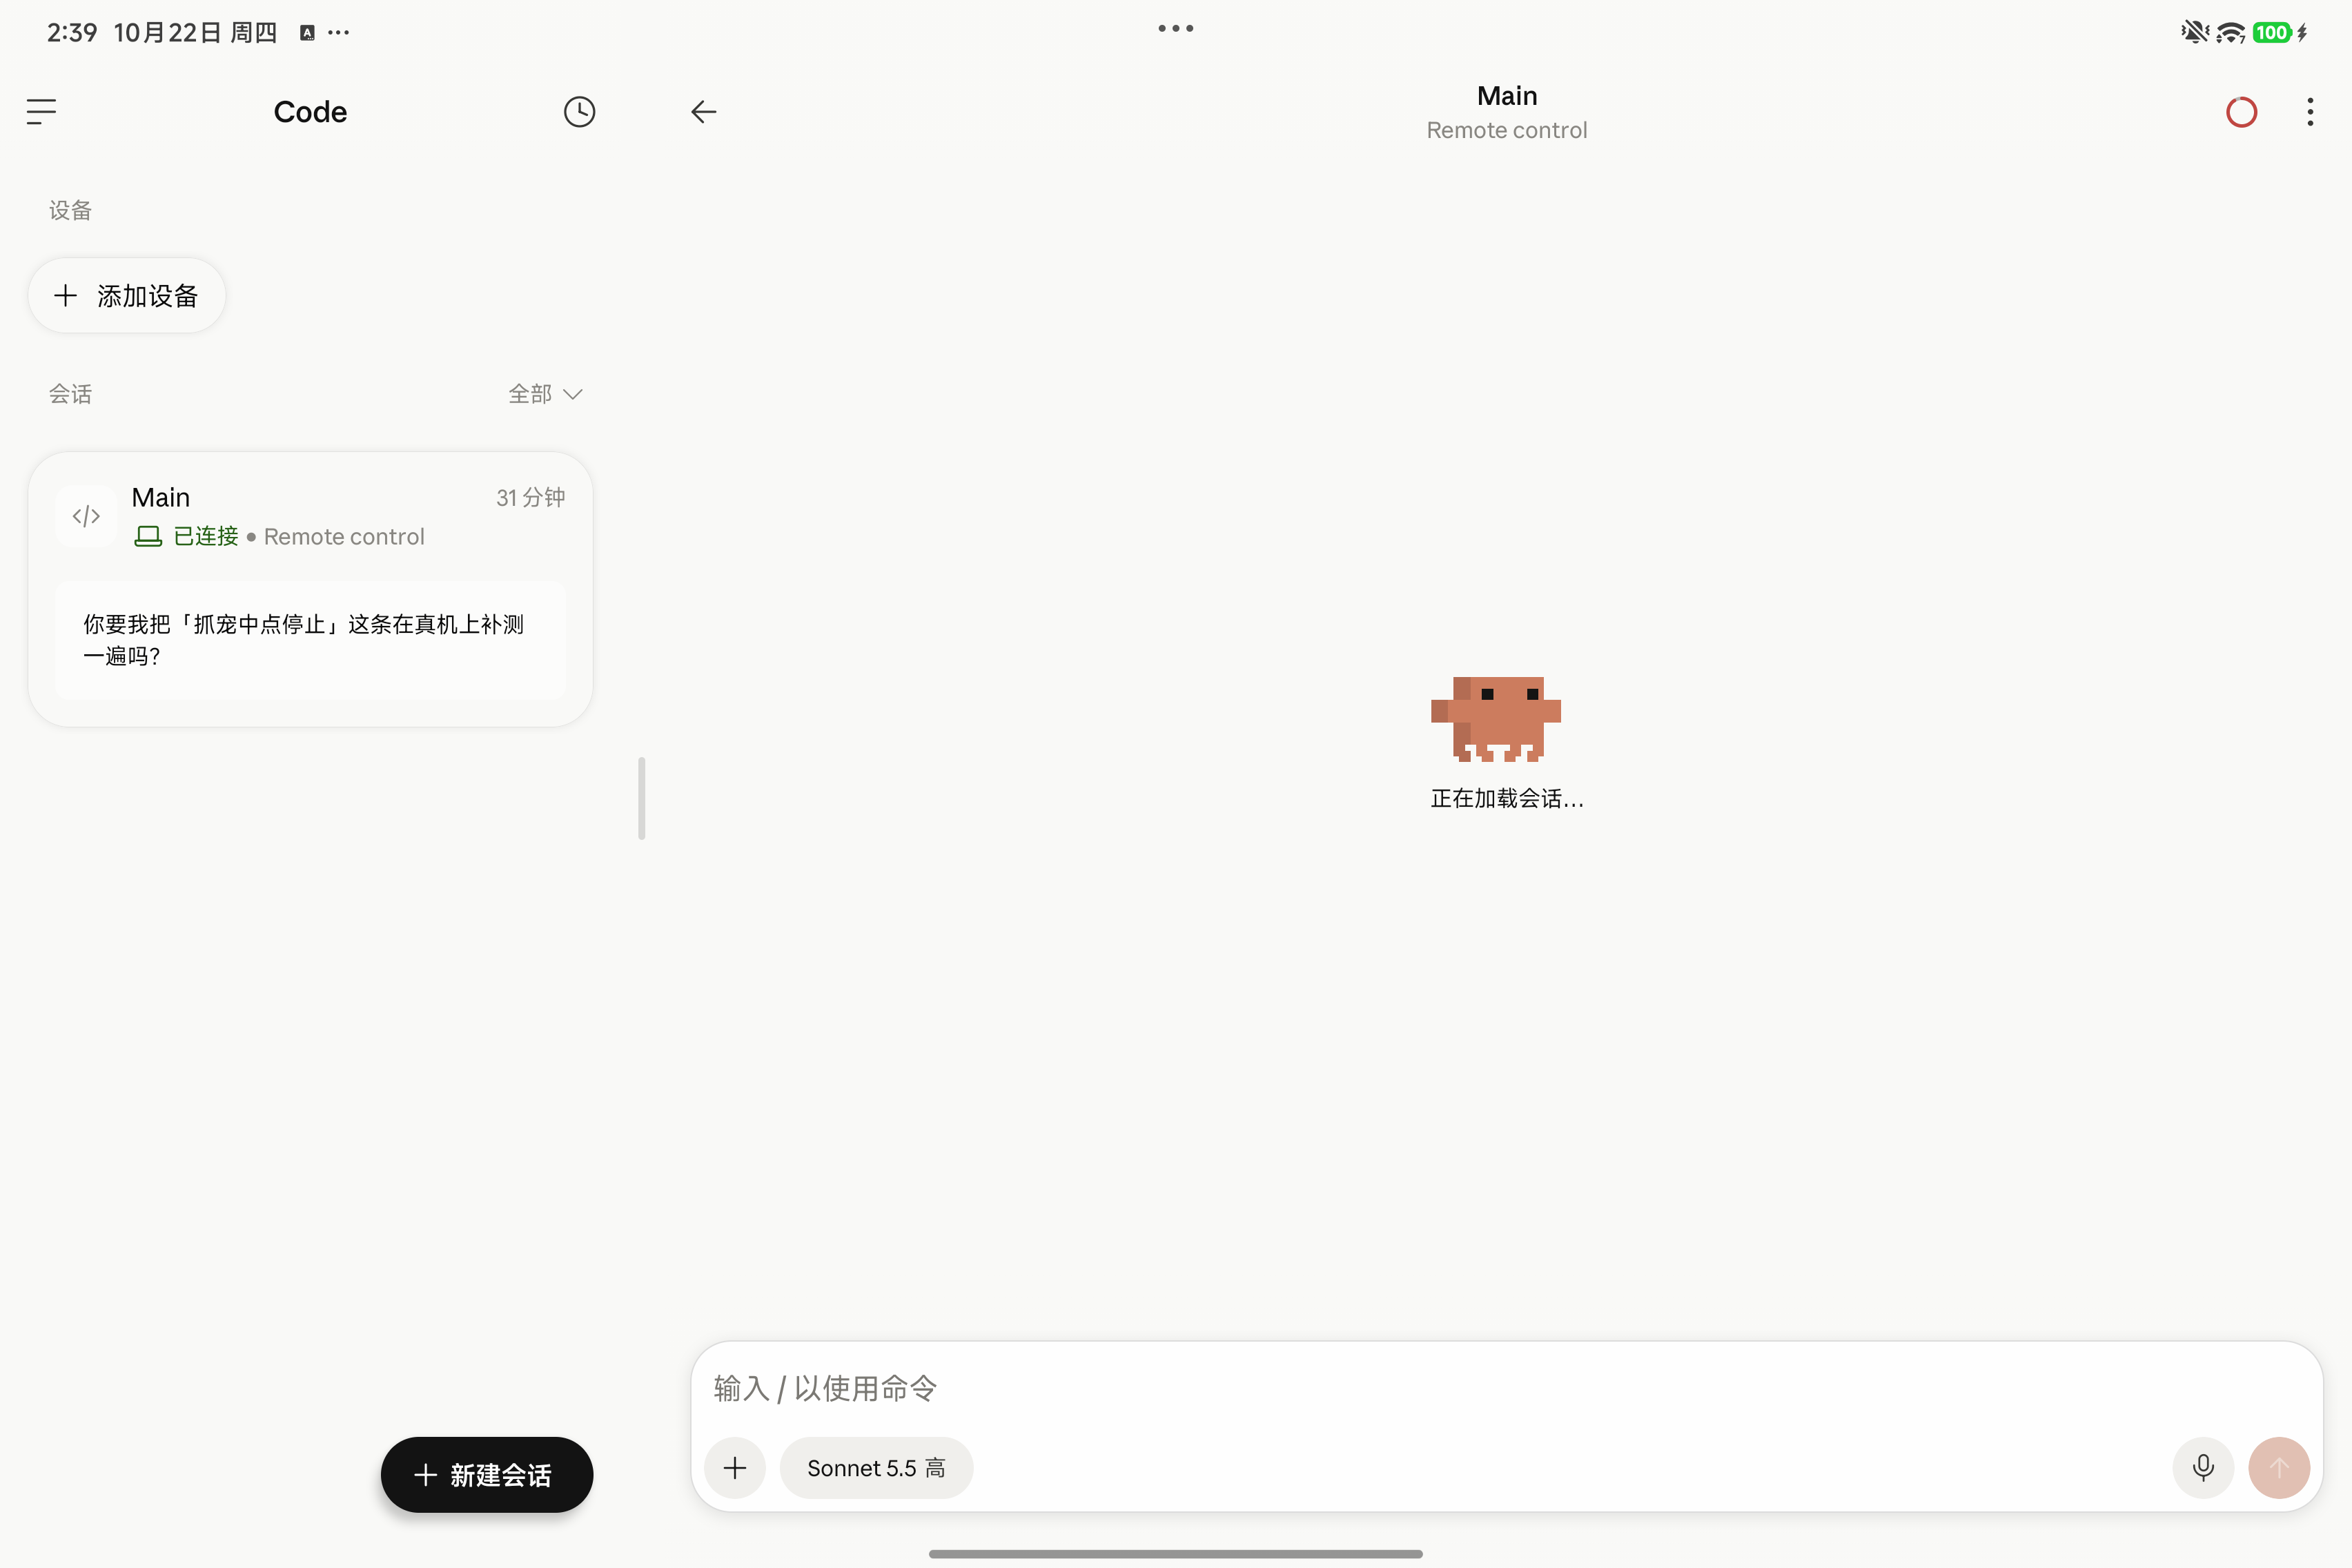 2:39 10月22日 周四 A ...
100
Code
设备
添加设备
会话
全部
Main
31 分钟
已连接 • Remote control
你要我把「抓宠中点停止」这条在真机上补测
一遍吗？
新建会话
Main
Remote control
正在加载会话...
输入 / 以使用命令
Sonnet 5.5 高